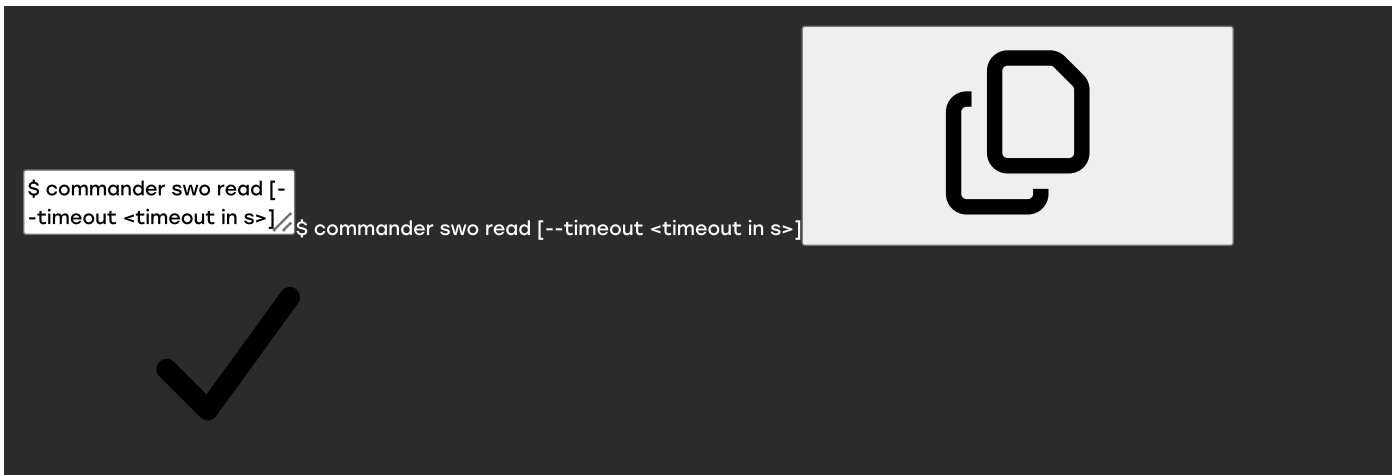 $ commander swo read [-
-timeout <timeout in s>]
$ commander swo read [--timeout <timeout in s>]